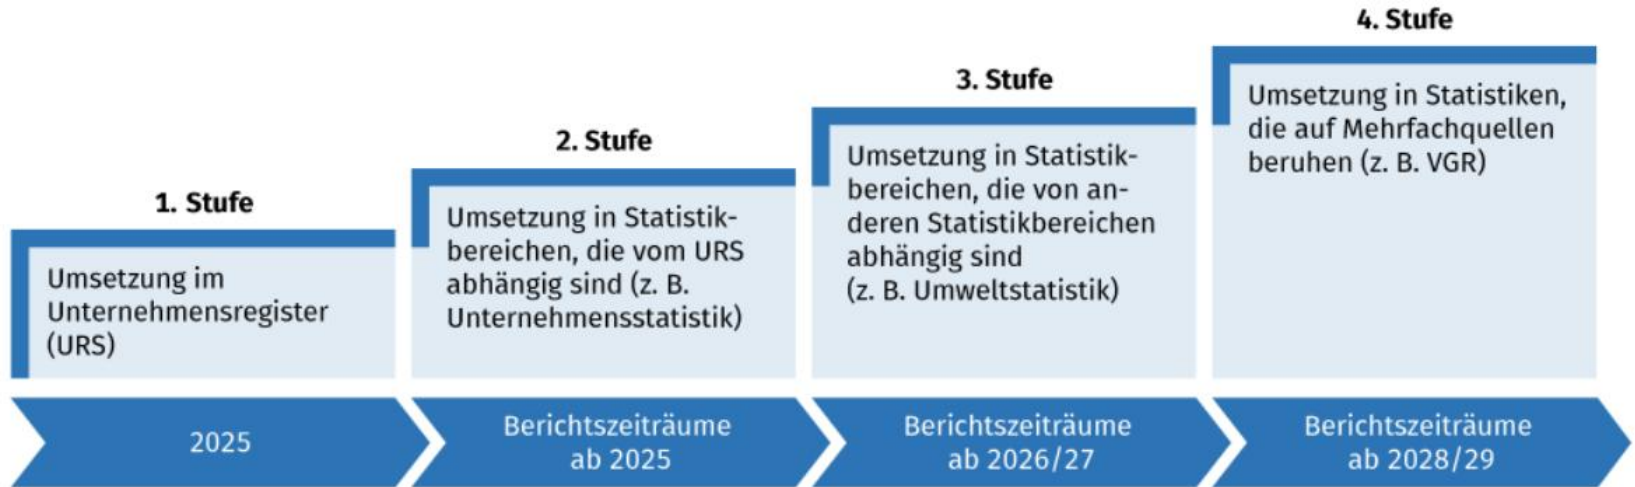 1. Stufe
Umsetzung im
Unternehmensregister
(URS)
2025
2. Stufe
Umsetzung in Statistik-
bereichen, die vom URS
abhängig sind (z. B.
Unternehmensstatistik)
Berichtszeiträume
ab 2025
3. Stufe
Umsetzung in Statistik-
bereichen, die von an-
deren Statistikbereichen
abhängig sind
(z. B. Umweltstatistik)
Berichtszeiträume
ab 2026/27
4. Stufe
Umsetzung in Statistiken,
die auf Mehrfachquellen
beruhen (z. B. VGR)
Berichtszeiträume
ab 2028/29